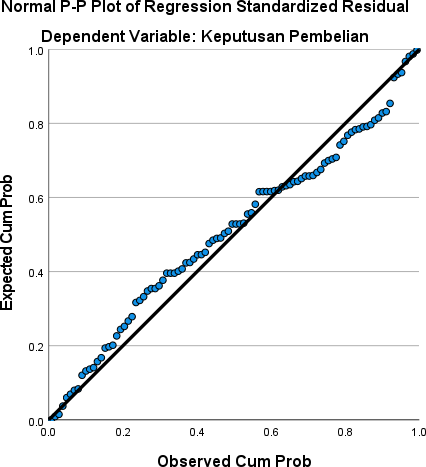 Normal P-P Plot of Regression Standardized Residual
Dependent Variable: Keputusan Pembelian
1.0
0.8
0.6
0.4
0.2
0.0
Expected Cum Prob
0.0 0.2 0.4 0.6 0.8 1.0
Observed Cum Prob